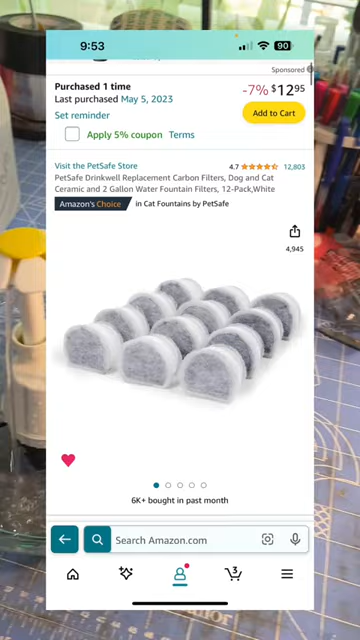 9:53
90
Sponsored
Purchased 1 time
Last purchased May 5, 2023
Set reminder
-7% $1295
Add to Cart
Apply 5% coupon Terms
Visit the PetSafe Store
4.7
12,803
PetSafe Drinkwell Replacement Carbon Filters, Dog and Cat
Ceramic and 2 Gallon Water Fountain Filters, 12-Pack,White
Amazon's Choice in Cat Fountains by PetSafe
4,945
6K+ bought in past month
Search Amazon.com
3